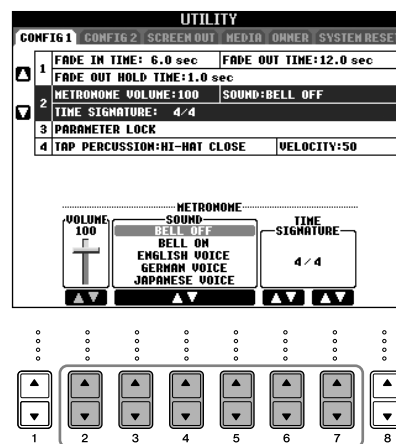 UTILITY
CONFIG 1 CONFIG 2 SCREEN OUT MEDIA OWNER SYSTEM RESET
1 FADE IN TIME: 6.0 sec FADE OUT TIME:12.0 sec
FADE OUT HOLD TIME:1.0 sec
2 METRONOME VOLUME:100 SOUND:BELL OFF
TIME SIGNATURE: 4/4
3 PARAMETER LOCK
4 TAP PERCUSSION:HI-HAT CLOSE VELOCITY:50
METRONOME
VOLUME SOUND TIME SIGNATURE
100 BELL OFF
BELL ON
ENGLISH VOICE
4/4
GERMAN VOICE
JAPANESE VOICE
1 2 3 4 5 6 7 8